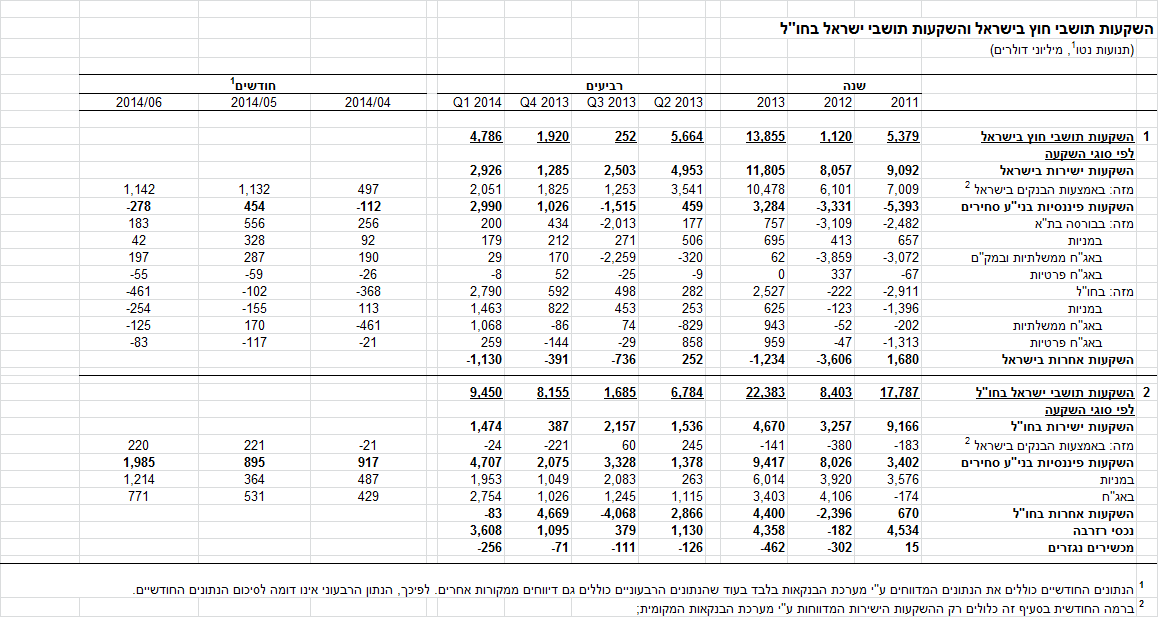 השקעות תושבי חוץ בישראל והשקעות תושבי ישראל בחו"ל
(תנועות נטו1, מיליוני דולרים)
שנה רביעים חודשים1
2011 2012 2013 Q2 2013 Q3 2013 Q4 2013 Q1 2014 2014/04 2014/05 2014/06
1 השקעות תושבי חוץ בישראל 5,379 1,120 13,855 5,664 252 1,920 4,786
לפי סוגי השקעה
השקעות ישירות בישראל 9,092 8,057 11,805 4,953 2,503 1,285 2,926
מזה: באמצעות הבנקים בישראל 2 7,009 6,101 10,478 3,541 1,253 1,825 2,051 497 1,132 1,142
השקעות פיננסיות בני"ע סחירים -5,393 -3,331 3,284 459 -1,515 1,026 2,990 -112 454 -278
מזה: בבורסה בת"א -2,482 -3,109 757 177 -2,013 434 200 256 556 183
במניות 657 413 695 506 271 212 179 92 328 42
באג"ח ממשלתיות ובמק"ם -3,072 -3,859 62 -320 -2,259 170 29 190 287 197
באג"ח פרטיות -67 337 0 -9 -25 52 -8 -26 -59 -55
מזה: בחו"ל -2,911 -222 2,527 282 498 592 2,790 -368 -102 -461
במניות -1,396 -123 625 253 453 822 1,463 113 -155 -254
באג"ח ממשלתיות -202 -52 943 -829 74 -86 1,068 -461 170 -125
באג"ח פרטיות -1,313 -47 959 858 -29 -144 259 -21 -117 -83
השקעות אחרות בישראל 1,680 -3,606 -1,234 252 -736 -391 -1,130
2 השקעות תושבי ישראל בחו"ל 17,787 8,403 22,383 6,784 1,685 8,155 9,450
לפי סוגי השקעה
השקעות ישירות בחו"ל 9,166 3,257 4,670 1,536 2,157 387 1,474
מזה: באמצעות הבנקים בישראל 2 -183 -380 -141 245 60 -221 -24 -21 221 220
השקעות פיננסיות בני"ע סחירים 3,402 8,026 9,417 1,378 3,328 2,075 4,707 917 895 1,985
במניות 3,576 3,920 6,014 263 2,083 1,049 1,953 487 364 1,214
באג"ח -174 4,106 3,403 1,115 1,245 1,026 2,754 429 531 771
השקעות אחרות בחו"ל 670 -2,396 4,400 2,866 -4,068 4,669 -83
נכסי רזרבה 4,534 -182 4,358 1,130 379 1,095 3,608
מכשירים נגזרים 15 -302 -462 -126 -111 -71 -256
1 הנתונים החודשיים כוללים את הנתונים המדווחים ע"י מערכת הבנקאות בלבד בעוד שהנתונים הרבעוניים כוללים גם דיווחים ממקורות אחרים. לפיכך, הנתון הרבעוני אינו דומה לסיכום הנתונים החודשיים.
2 ברמה החודשית בסעיף זה כלולים רק ההשקעות הישירות המדווחות ע"י מערכת הבנקאות המקומית;